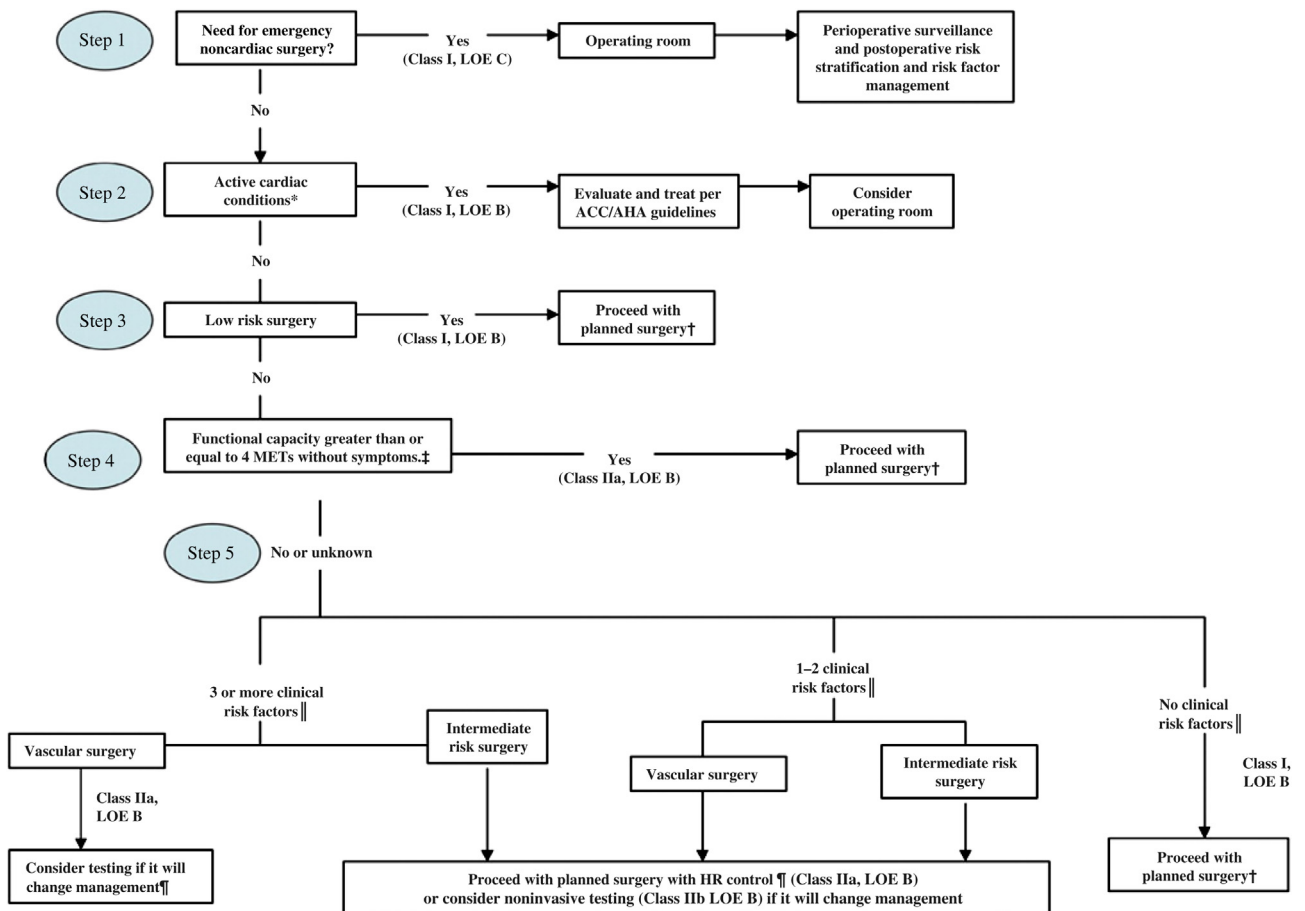 Step 1
Need for emergency
noncardiac surgery?
Yes
(Class I, LOE C)
Operating room
Perioperative surveillance
and postoperative risk
stratification and risk factor
management
No
Step 2
Active cardiac
conditions*
Yes
(Class I, LOE B)
Evaluate and treat per
ACC/AHA guidelines
Consider
operating room
No
Step 3
Low risk surgery
Yes
(Class I, LOE B)
Proceed with
planned surgery†
No
Step 4
Functional capacity greater than or
equal to 4 METs without symptoms.‡
Yes
(Class IIa, LOE B)
Proceed with
planned surgery†
Step 5
No or unknown
3 or more clinical
risk factors‖
Vascular surgery
Class IIa,
LOE B
Consider testing if it will
change management¶
Intermediate
risk surgery
1–2 clinical
risk factors‖
Vascular surgery
Intermediate risk
surgery
Proceed with planned surgery with HR control ¶ (Class IIa, LOE B)
or consider noninvasive testing (Class IIb LOE B) if it will change management
No clinical
risk factors‖
Class I,
LOE B
Proceed with
planned surgery†